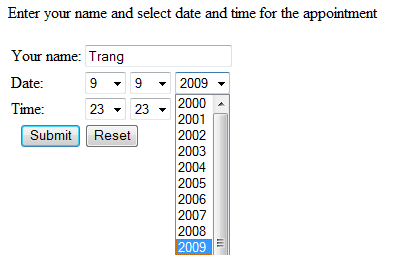 Enter your name and select date and time for the appointment
Your name: Trang
Date: 9 9 2009
Time: 23 23
2000
2001
2002
2003
2004
2005
2006
2007
2008
2009
Submit Reset